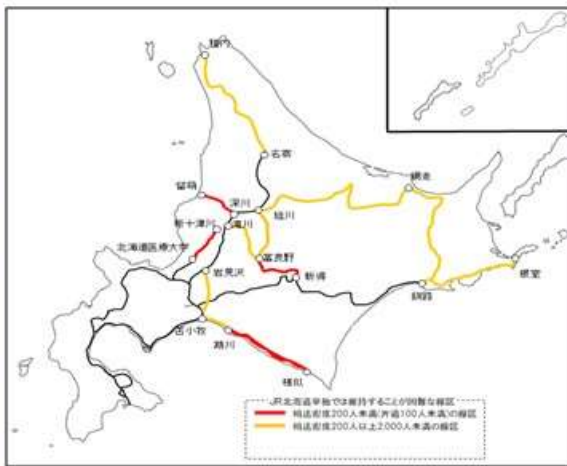 稚内
名寄
網走
留萌
深川
旭川
新十津川
滝川
北海道医療大学
富良野
新得
根室
岩見沢
釧路
苫小牧
鵡川
様似
JR北海道単独では維持することが困難な線区
輸送密度200人未満(片道100人未満)の線区
輸送密度200人以上2,000人未満の線区